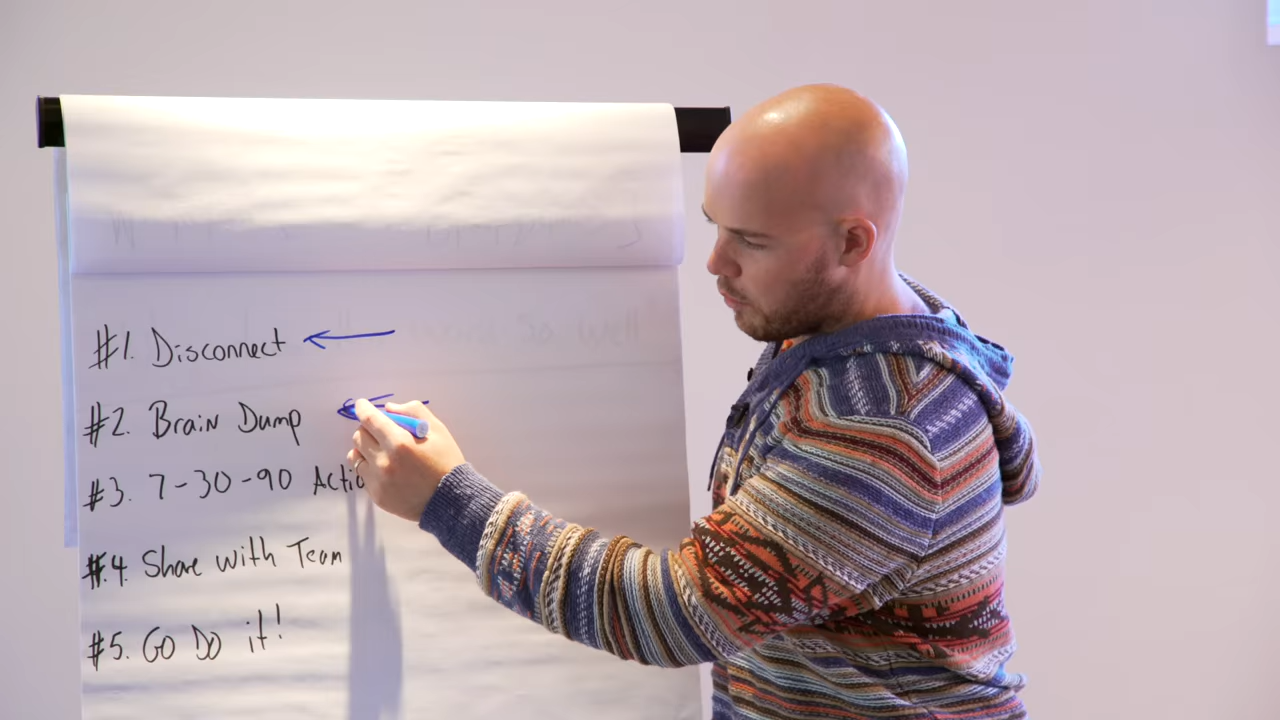 #1. Disconnect
#2. Brain Dump
#3. 7-30-90 Actio
#4. Share with Team
#5. Go Do it!